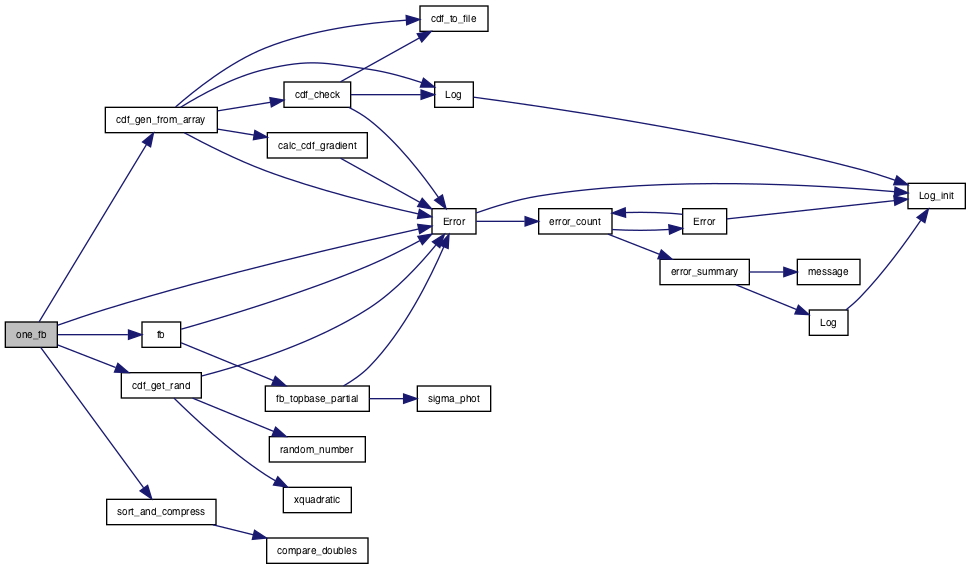 cdf_to_file
cdf_check
Log
cdf_gen_from_array
calc_cdf_gradient
Log_init
Error
error_count
Error
error_summary
message
Log
one_fb
fb
cdf_get_rand
fb_topbase_partial
sigma_phot
random_number
xquadratic
sort_and_compress
compare_doubles